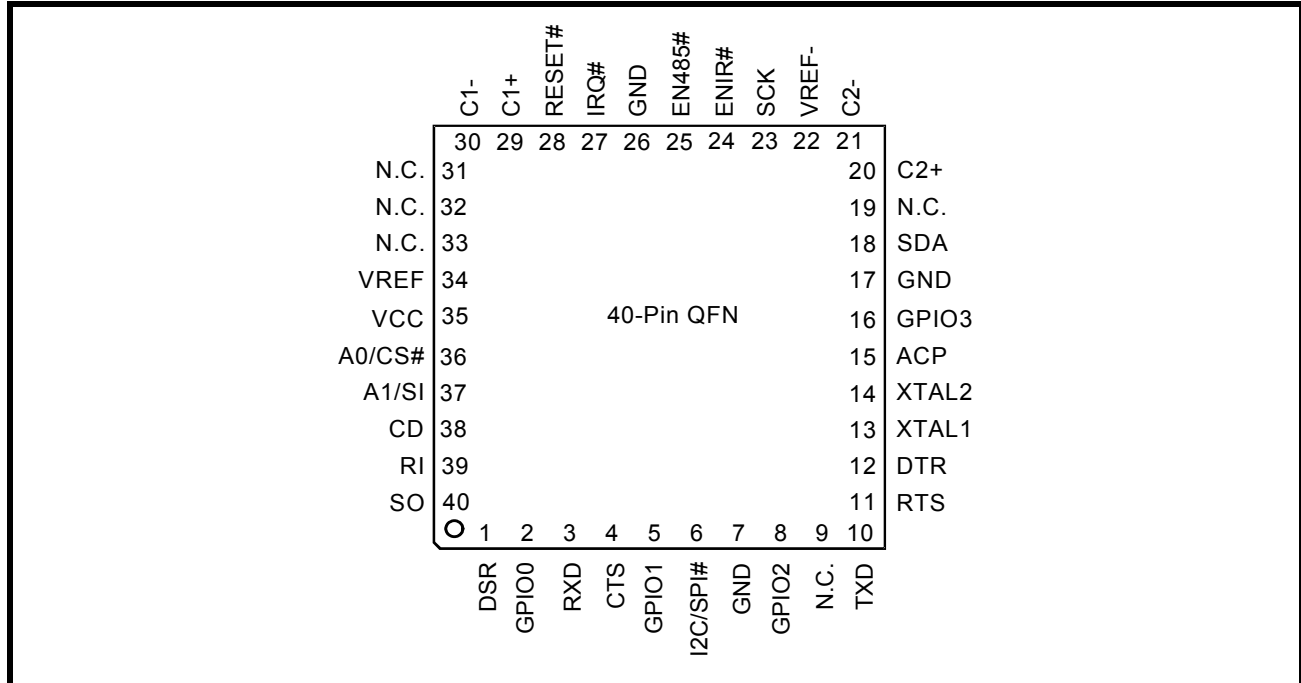 C1-
C1+
RESET#
IRQ#
GND
EN485#
ENIR#
SCK
VREF-
C2-
30 29 28 27 26 25 24 23 22 21
N.C. 31
20 C2+
N.C. 32
19 N.C.
N.C. 33
18 SDA
VREF 34
17 GND
VCC 35
40-Pin QFN
16 GPIO3
A0/CS# 36
15 ACP
A1/SI 37
14 XTAL2
CD 38
13 XTAL1
RI 39
12 DTR
SO 40
11 RTS
1 2 3 4 5 6 7 8 9 10
DSR
GPIO0
RXD
CTS
GPIO1
I2C/SPI#
GND
GPIO2
N.C.
TXD